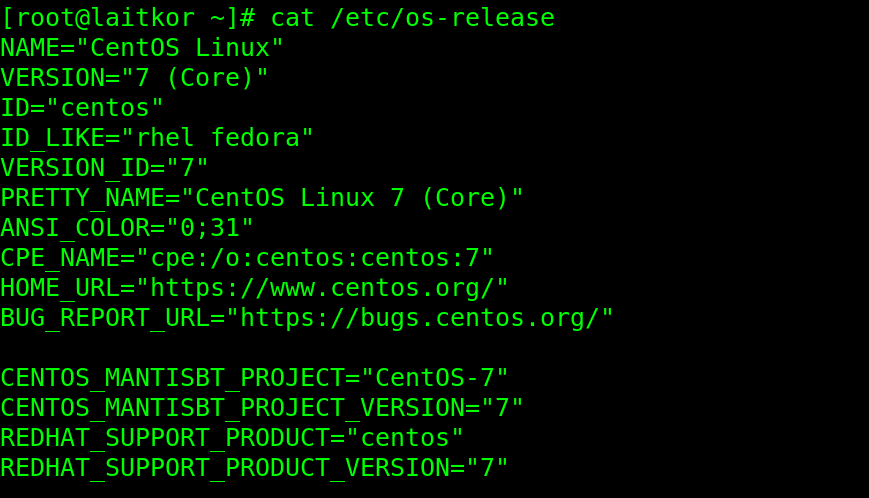 [root@laitkor ~]# cat /etc/os-release
NAME="CentOS Linux"
VERSION="7 (Core)"
ID="centos"
ID_LIKE="rhel fedora"
VERSION_ID="7"
PRETTY_NAME="CentOS Linux 7 (Core)"
ANSI_COLOR="0;31"
CPE_NAME="cpe:/o:centos:centos:7"
HOME_URL="https://www.centos.org/"
BUG_REPORT_URL="https://bugs.centos.org/"

CENTOS_MANTISBT_PROJECT="CentOS-7"
CENTOS_MANTISBT_PROJECT_VERSION="7"
REDHAT_SUPPORT_PRODUCT="centos"
REDHAT_SUPPORT_PRODUCT_VERSION="7"